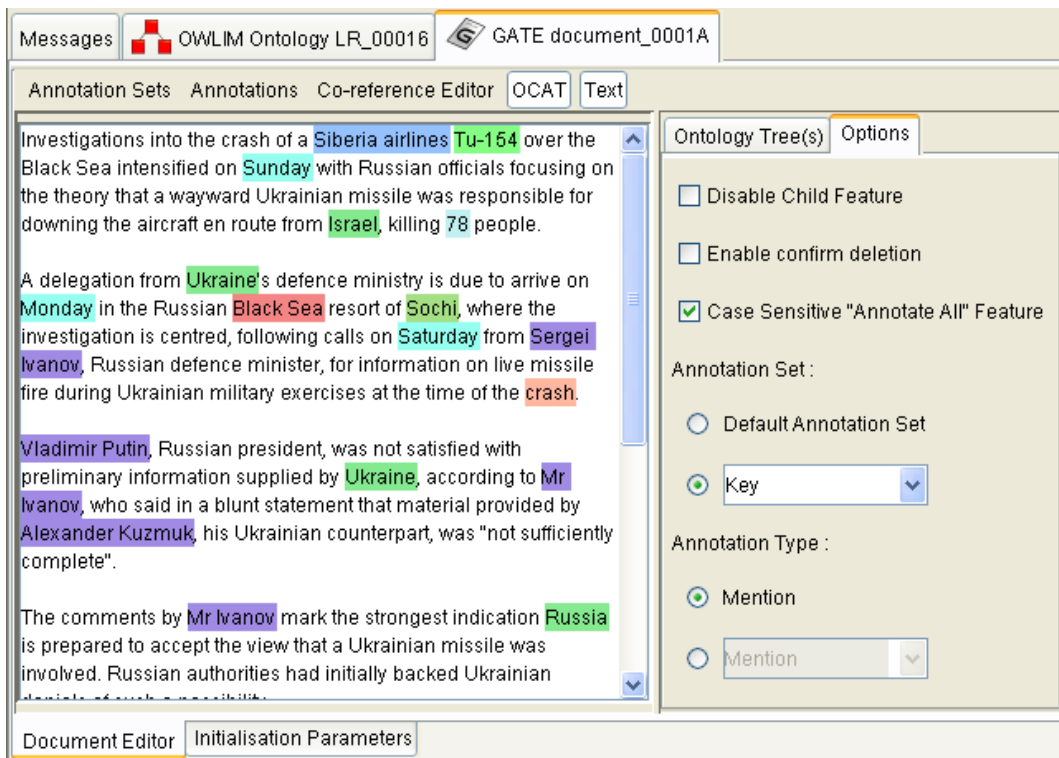 Messages OWLIM Ontology LR_00016 GATE document_0001A
Annotation Sets Annotations Co-reference Editor OCAT Text
Investigations into the crash of a Siberia airlines Tu-154 over the
Black Sea intensified on Sunday with Russian officials focusing on
the theory that a wayward Ukrainian missile was responsible for
downing the aircraft en route from Israel, killing 78 people.
A delegation from Ukraine's defence ministry is due to arrive on
Monday in the Russian Black Sea resort of Sochi, where the
investigation is centred, following calls on Saturday from Sergei
Ivanov, Russian defence minister, for information on live missile
fire during Ukrainian military exercises at the time of the crash.
Vladimir Putin, Russian president, was not satisfied with
preliminary information supplied by Ukraine, according to Mr
Ivanov, who said in a blunt statement that material provided by
Alexander Kuzmuk, his Ukrainian counterpart, was "not sufficiently
complete".
The comments by Mr Ivanov mark the strongest indication Russia
is prepared to accept the view that a Ukrainian missile was
involved. Russian authorities had initially backed Ukrainian
Ontology Tree(s) Options
Disable Child Feature
Enable confirm deletion
Case Sensitive "Annotate All" Feature
Annotation Set :
Default Annotation Set
Key
Annotation Type :
Mention
Mention
Document Editor Initialisation Parameters